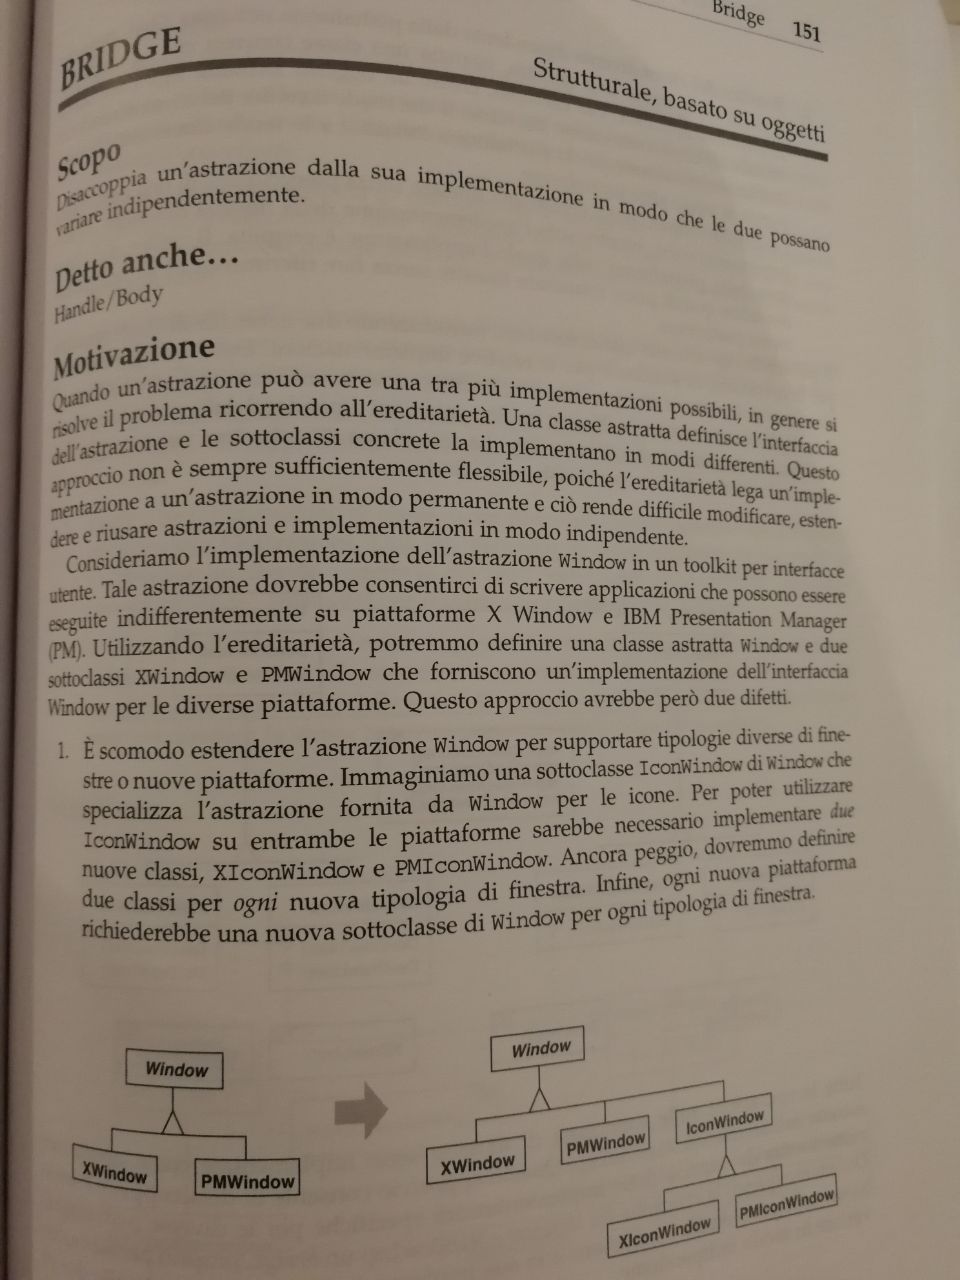 Bridge 151
BRIDGE
Strutturale, basato su oggetti
Scopo
Disaccoppia un'astrazione dalla sua implementazione in modo che le due possano
variare indipendentemente.
Detto anche...
Handle/Body
Motivazione
Quando un'astrazione può avere una tra più implementazioni possibili, in genere si
risolve il problema ricorrendo all'ereditarietà. Una classe astratta definisce l'interfaccia
dell'astrazione e le sottoclassi concrete la implementano in modi differenti. Questo
approccio non è sempre sufficientemente flessibile, poiché l'ereditarietà lega un'imple-
mentazione a un'astrazione in modo permanente e ciò rende difficile modificare, esten-
dere e riusare astrazioni e implementazioni in modo indipendente.
Consideriamo l'implementazione dell'astrazione Window in un toolkit per interfacce
utente. Tale astrazione dovrebbe consentirci di scrivere applicazioni che possono essere
eseguite indifferentemente su piattaforme X Window e IBM Presentation Manager
(PM). Utilizzando l'ereditarietà, potremmo definire una classe astratta Window e due
sottoclassi XWindow e PMWindow che forniscono un'implementazione dell'interfaccia
Window per le diverse piattaforme. Questo approccio avrebbe però due difetti.
1. È scomodo estendere l'astrazione Window per supportare tipologie diverse di fine-
stre o nuove piattaforme. Immaginiamo una sottoclasse IconWindow di Window che
specializza l'astrazione fornita da Window per le icone. Per poter utilizzare
IconWindow su entrambe le piattaforme sarebbe necessario implementare due
nuove classi, XIconWindow e PMIconWindow. Ancora peggio, dovremmo definire
due classi per ogni nuova tipologia di finestra. Infine, ogni nuova piattaforma
richiederebbe una nuova sottoclasse di Window per ogni tipologia di finestra.
Window
XWindow
PMWindow
Window
XWindow
PMWindow
IconWindow
XIconWindow
PMIconWindow